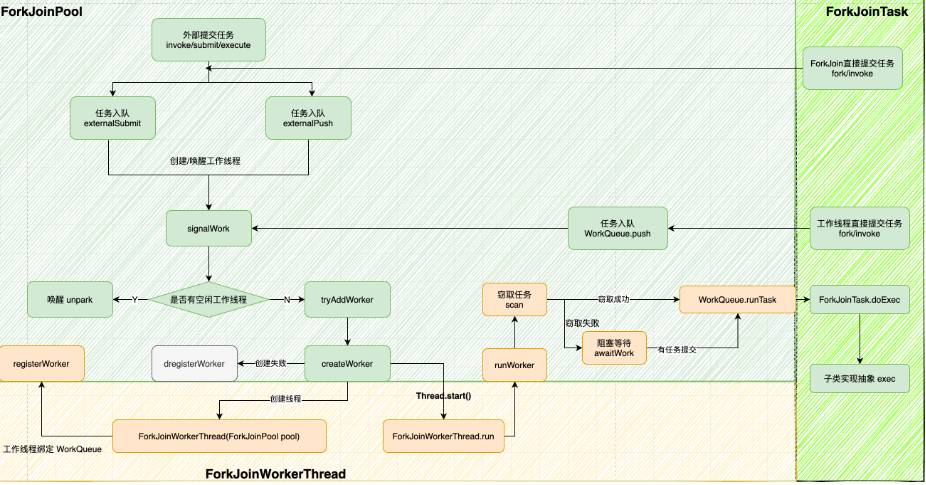 ForkJoinPool
ForkJoinTask
外部提交任务
invoke/submit/execute
ForkJoin直接提交任务
fork/invoke
任务入队
externalSubmit
任务入队
externalPush
创建/唤醒工作线程
signalWork
任务入队
WorkQueue.push
工作线程直接提交任务
fork/invoke
唤醒 unpark
Y
是否有空闲工作线程
N
tryAddWorker
窃取任务
scan
窃取成功
WorkQueue.runTask
ForkJoinTask.doExec
窃取失败
阻塞等待
awaitWork
有任务提交
registerWorker
dregisterWorker
创建失败
createWorker
runWorker
子类实现抽象 exec
创建线程
Thread.start()
ForkJoinWorkerThread(ForkJoinPool pool)
ForkJoinWorkerThread.run
工作线程绑定 WorkQueue
ForkJoinWorkerThread